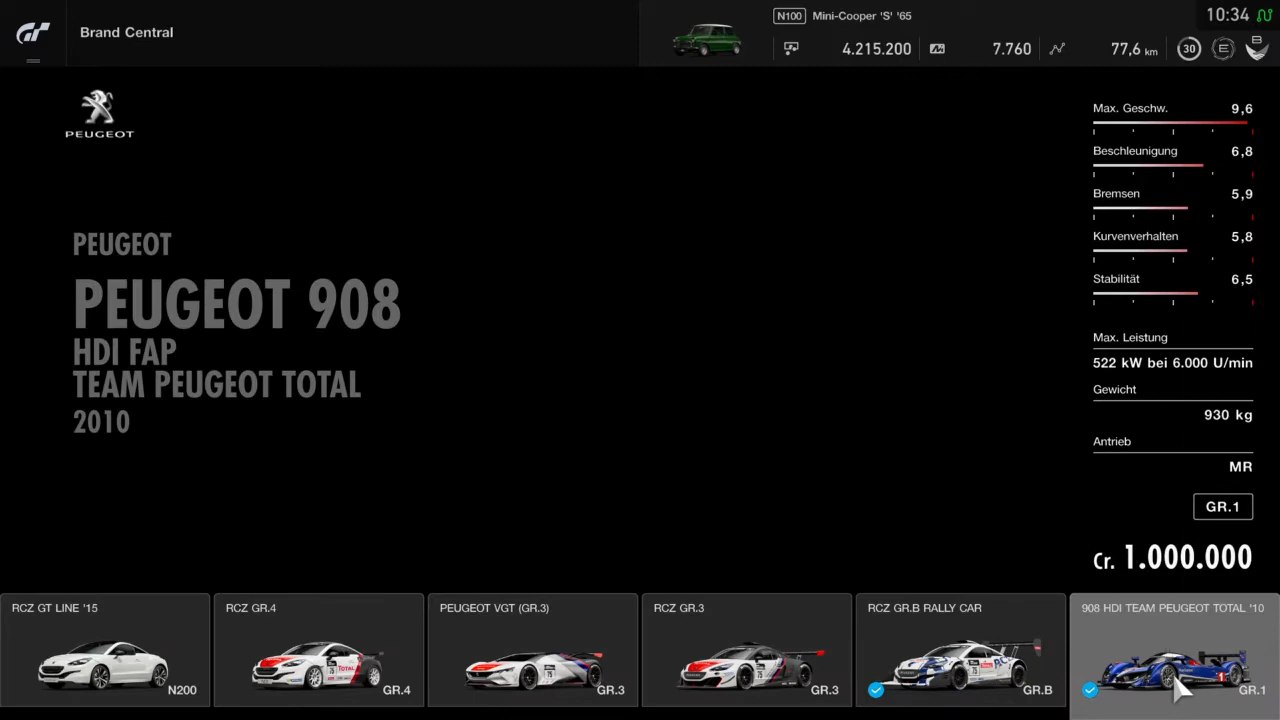 Brand Central
N100 Mini-Cooper 'S' '65
10:34
4.215.200
7.760
77,6 km
30
E
B
PEUGEOT
PEUGEOT
PEUGEOT 908
HDI FAP
TEAM PEUGEOT TOTAL
2010
Max. Geschw. 9,6
Beschleunigung 6,8
Bremsen 5,9
Kurvenverhalten 5,8
Stabilität 6,5
Max. Leistung
522 kW bei 6.000 U/min
Gewicht
930 kg
Antrieb
MR
GR.1
Cr. 1.000.000
RCZ GT LINE '15
N200
RCZ GR.4
GR.4
PEUGEOT VGT (GR.3)
GR.3
RCZ GR.3
GR.3
RCZ GR.B RALLY CAR
GR.B
908 HDI TEAM PEUGEOT TOTAL '10
GR.1